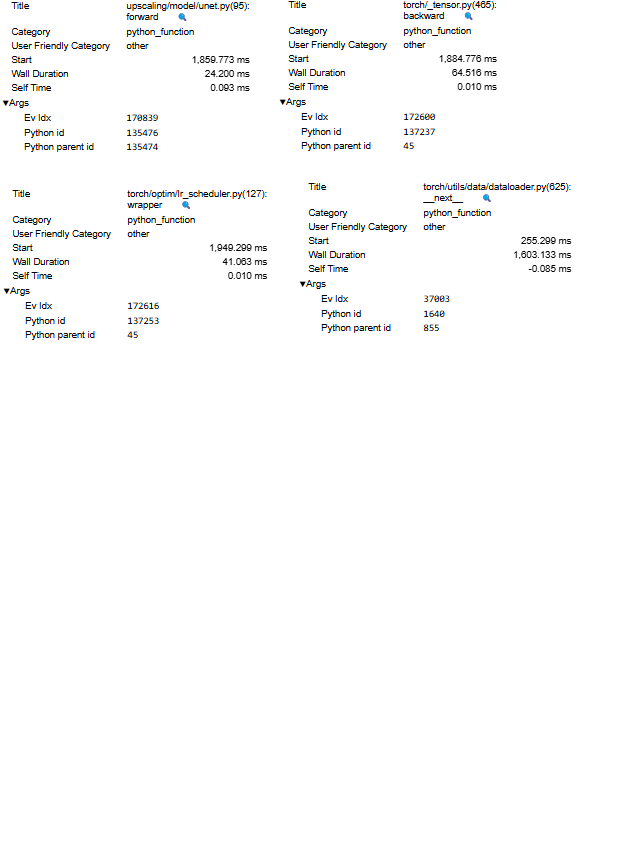 Title upscaling/model/unet.py(95):
forward
Category python_function
User Friendly Category other
Start 1,859.773 ms
Wall Duration 24.200 ms
Self Time 0.093 ms
▼Args
Ev Idx 170839
Python id 135476
Python parent id 135474
Title torch/_tensor.py(465):
backward
Category python_function
User Friendly Category other
Start 1,884.776 ms
Wall Duration 64.516 ms
Self Time 0.010 ms
▼Args
Ev Idx 172600
Python id 137237
Python parent id 45
Title torch/optim/lr_scheduler.py(127):
wrapper
Category python_function
User Friendly Category other
Start 1,949.299 ms
Wall Duration 41.063 ms
Self Time 0.010 ms
▼Args
Ev Idx 172616
Python id 137253
Python parent id 45
Title torch/utils/data/dataloader.py(625):
__next__
Category python_function
User Friendly Category other
Start 255.299 ms
Wall Duration 1,603.133 ms
Self Time -0.085 ms
▼Args
Ev Idx 37003
Python id 1640
Python parent id 855